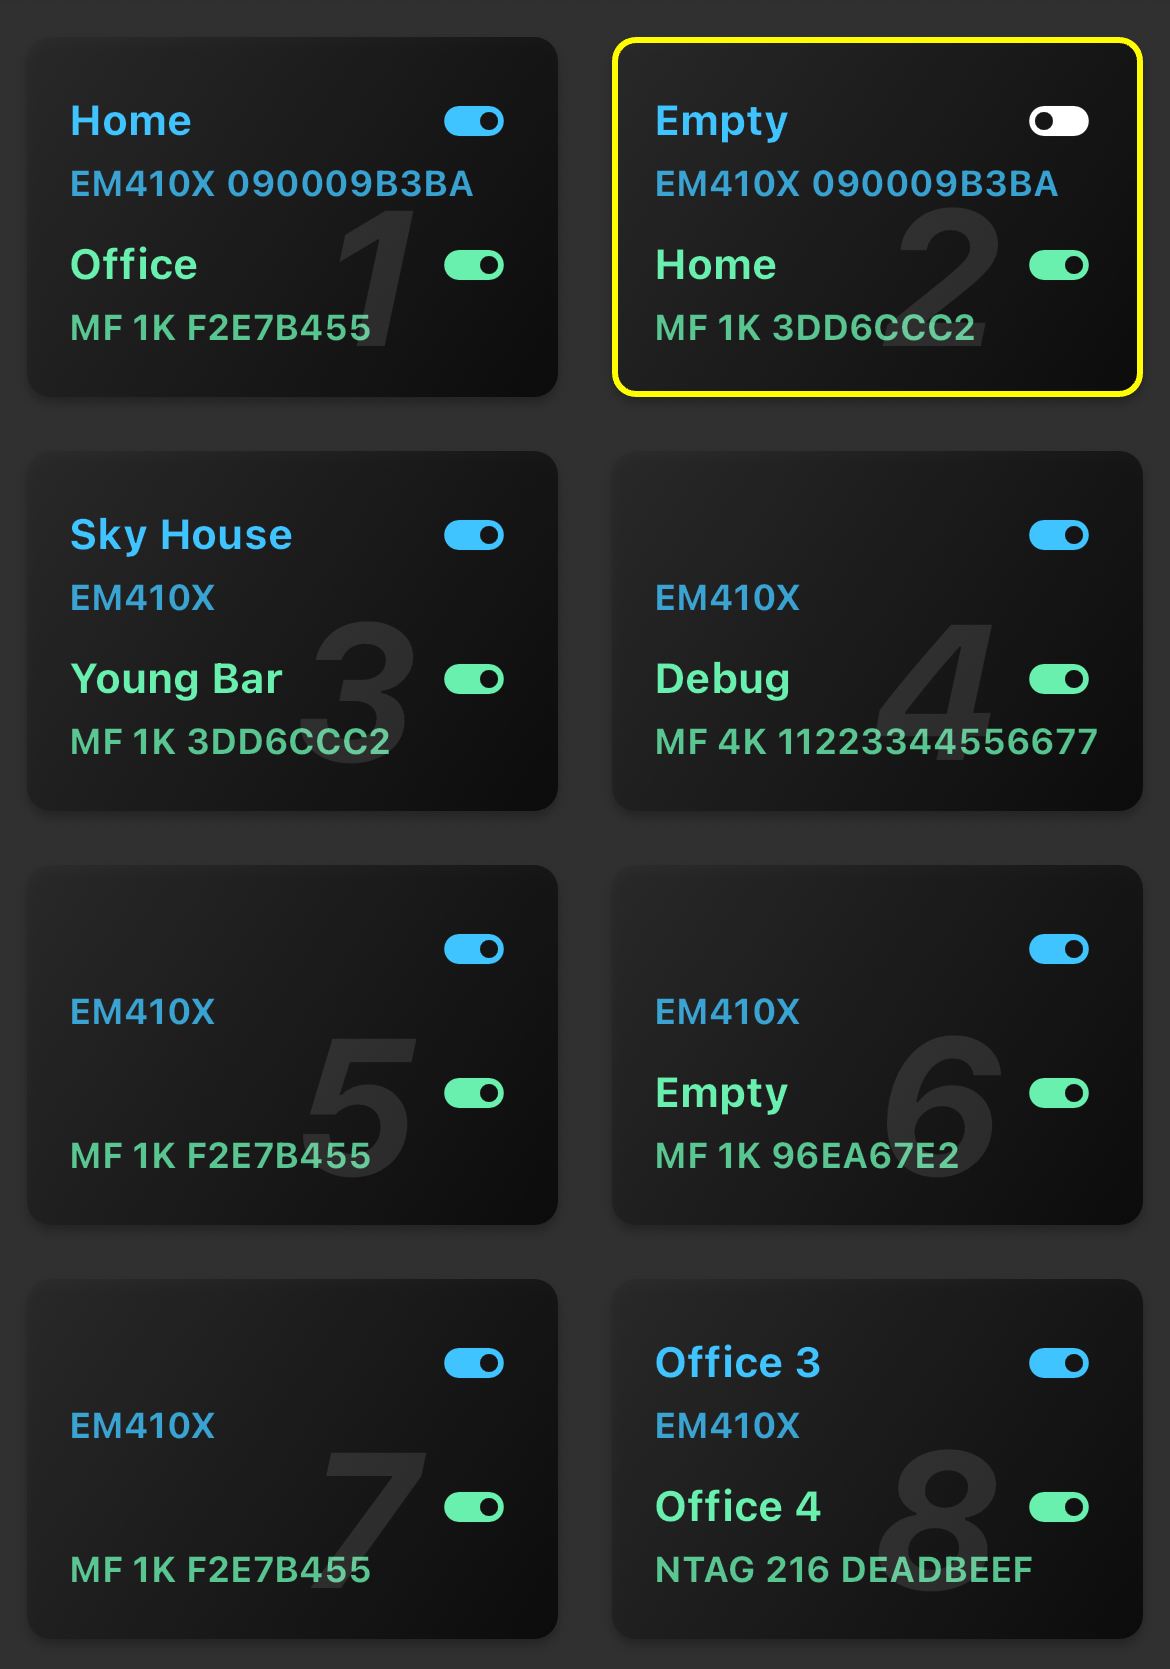 Home
EM410X 090009B3BA
Office
MF 1K F2E7B455
1
Empty
EM410X 090009B3BA
Home
MF 1K 3DD6CCC2
2
Sky House
EM410X
Young Bar
MF 1K 3DD6CCC2
3
EM410X
Debug
MF 4K 11223344556677
4
EM410X
MF 1K F2E7B455
5
EM410X
Empty
MF 1K 96EA67E2
6
EM410X
MF 1K F2E7B455
7
Office 3
EM410X
Office 4
NTAG 216 DEADBEEF
8